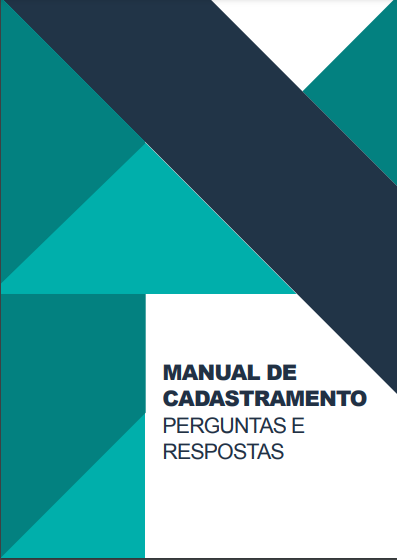 MANUAL DE
CADASTRAMENTO
PERGUNTAS E
RESPOSTAS